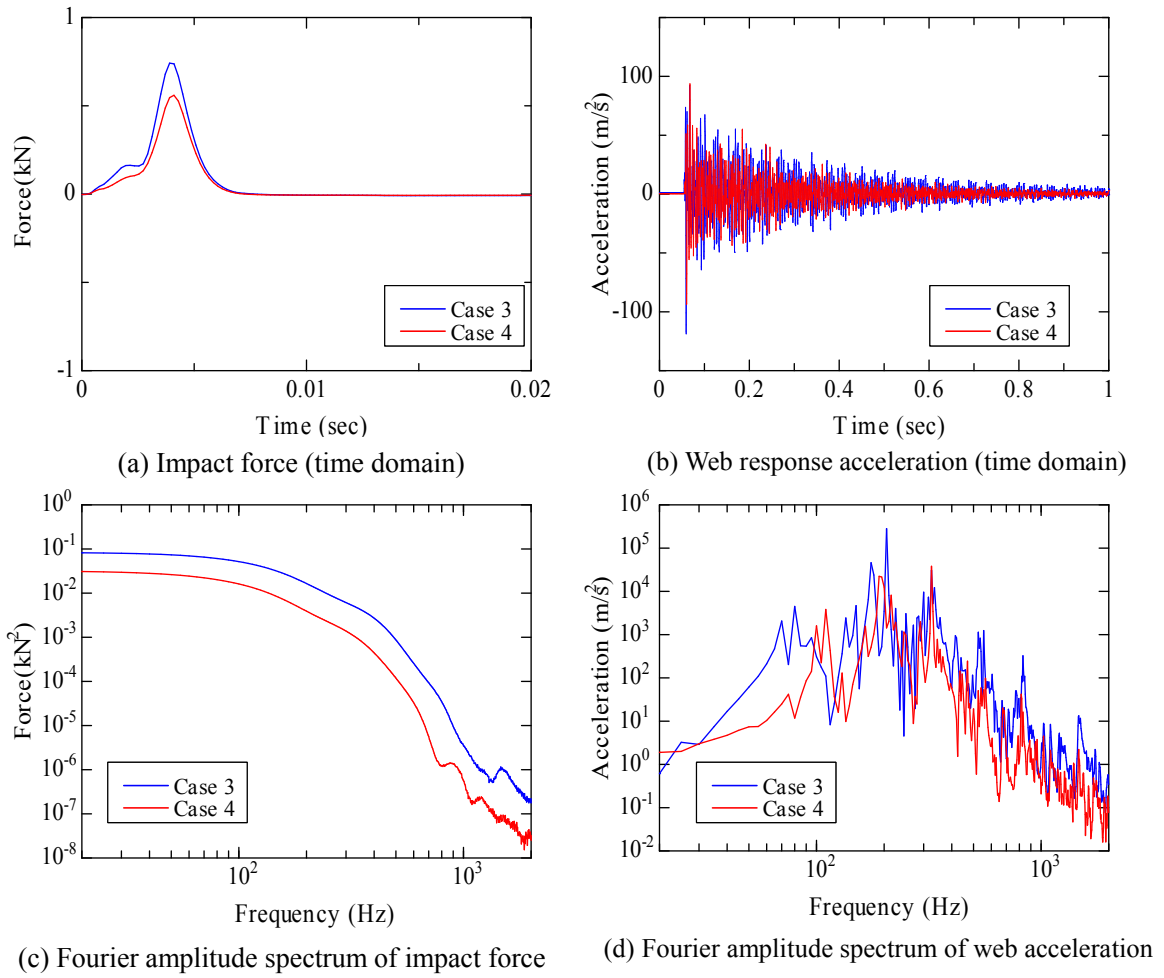 1
0
-1
Force(kN)
0
0.01
0.02
Time (sec)
Case 3
Case 4
(a) Impact force (time domain)
100
0
-100
Acceleration (m/s²)
0
0.2
0.4
0.6
0.8
1
Time (sec)
Case 3
Case 4
(b) Web response acceleration (time domain)
10⁰
10⁻¹
10⁻²
10⁻³
10⁻⁴
10⁻⁵
10⁻⁶
10⁻⁷
10⁻⁸
Force(kN²)
10²
10³
Frequency (Hz)
Case 3
Case 4
(c) Fourier amplitude spectrum of impact force
10⁶
10⁵
10⁴
10³
10²
10¹
10⁰
10⁻¹
10⁻²
Acceleration (m/s²)
10²
10³
Frequency (Hz)
Case 3
Case 4
(d) Fourier amplitude spectrum of web acceleration